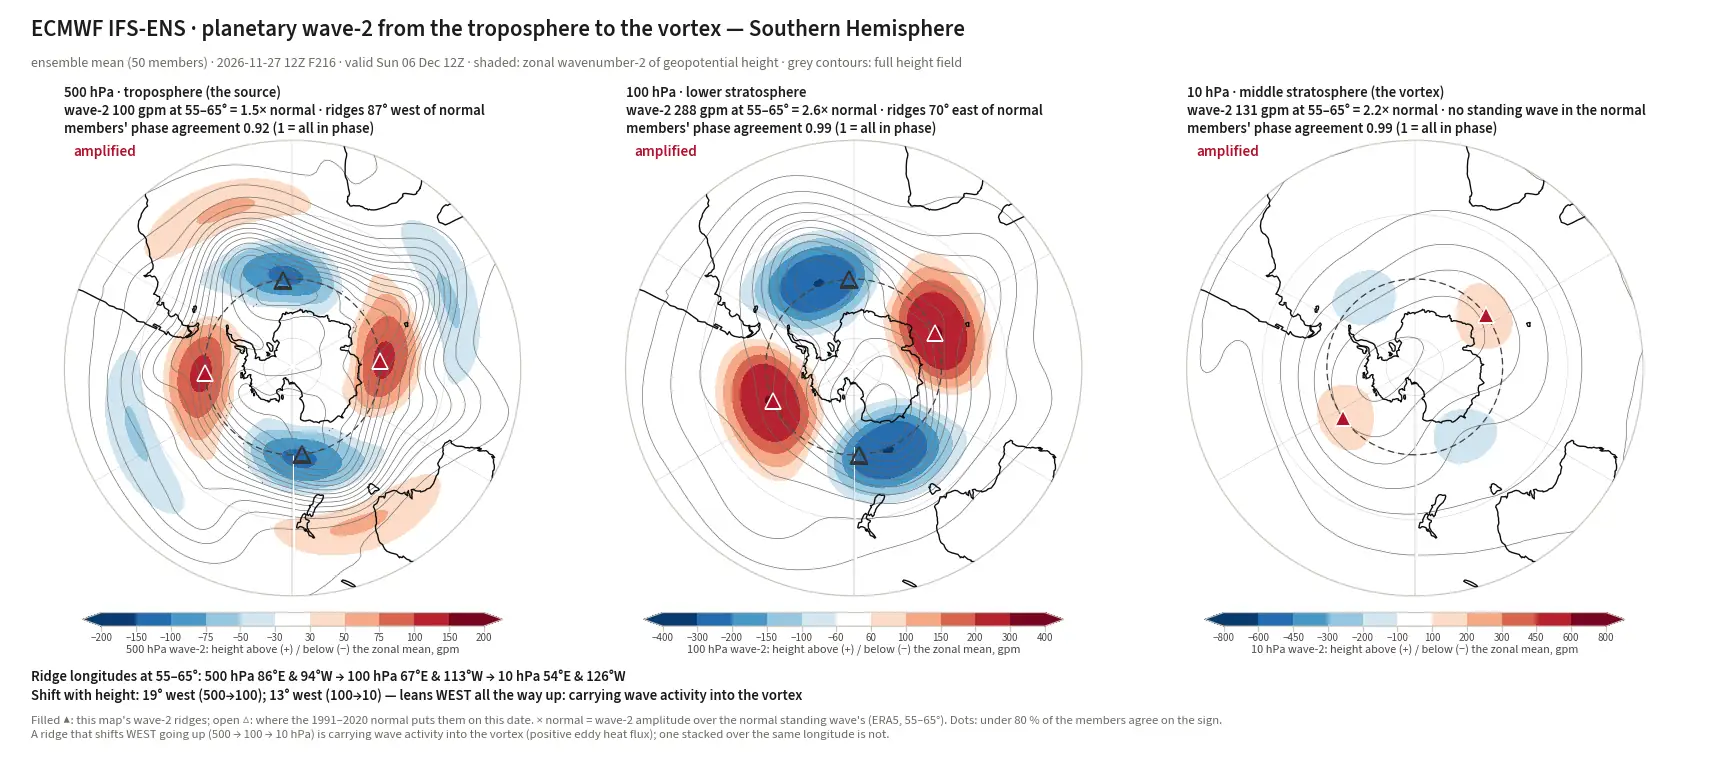 ECMWF IFS-ENS · planetary wave-2 from the troposphere to the vortex — Southern Hemisphere
ensemble mean (50 members) · 2026-11-27 12Z F216 · valid Sun 06 Dec 12Z · shaded: zonal wavenumber-2 of geopotential height · grey contours: full height field
500 hPa · troposphere (the source)
wave-2 100 gpm at 55–65° = 1.5× normal · ridges 87° west of normal
members' phase agreement 0.92 (1 = all in phase)
amplified
100 hPa · lower stratosphere
wave-2 288 gpm at 55–65° = 2.6× normal · ridges 70° east of normal
members' phase agreement 0.99 (1 = all in phase)
amplified
10 hPa · middle stratosphere (the vortex)
wave-2 131 gpm at 55–65° = 2.2× normal · no standing wave in the normal
members' phase agreement 0.99 (1 = all in phase)
amplified
−200 −150 −100 −75 −50 −30 30 50 75 100 150 200
500 hPa wave-2: height above (+) / below (−) the zonal mean, gpm
−400 −300 −200 −150 −100 −60 60 100 150 200 300 400
100 hPa wave-2: height above (+) / below (−) the zonal mean, gpm
−800 −600 −450 −300 −200 −100 100 200 300 450 600 800
10 hPa wave-2: height above (+) / below (−) the zonal mean, gpm
Ridge longitudes at 55–65°: 500 hPa 86°E & 94°W → 100 hPa 67°E & 113°W → 10 hPa 54°E & 126°W
Shift with height: 19° west (500→100); 13° west (100→10) — leans WEST all the way up: carrying wave activity into the vortex
Filled ▲: this map's wave-2 ridges; open △: where the 1991–2020 normal puts them on this date. × normal = wave-2 amplitude over the normal standing wave's (ERA5, 55–65°). Dots: under 80 % of the members agree on the sign.
A ridge that shifts WEST going up (500 → 100 → 10 hPa) is carrying wave activity into the vortex (positive eddy heat flux); one stacked over the same longitude is not.